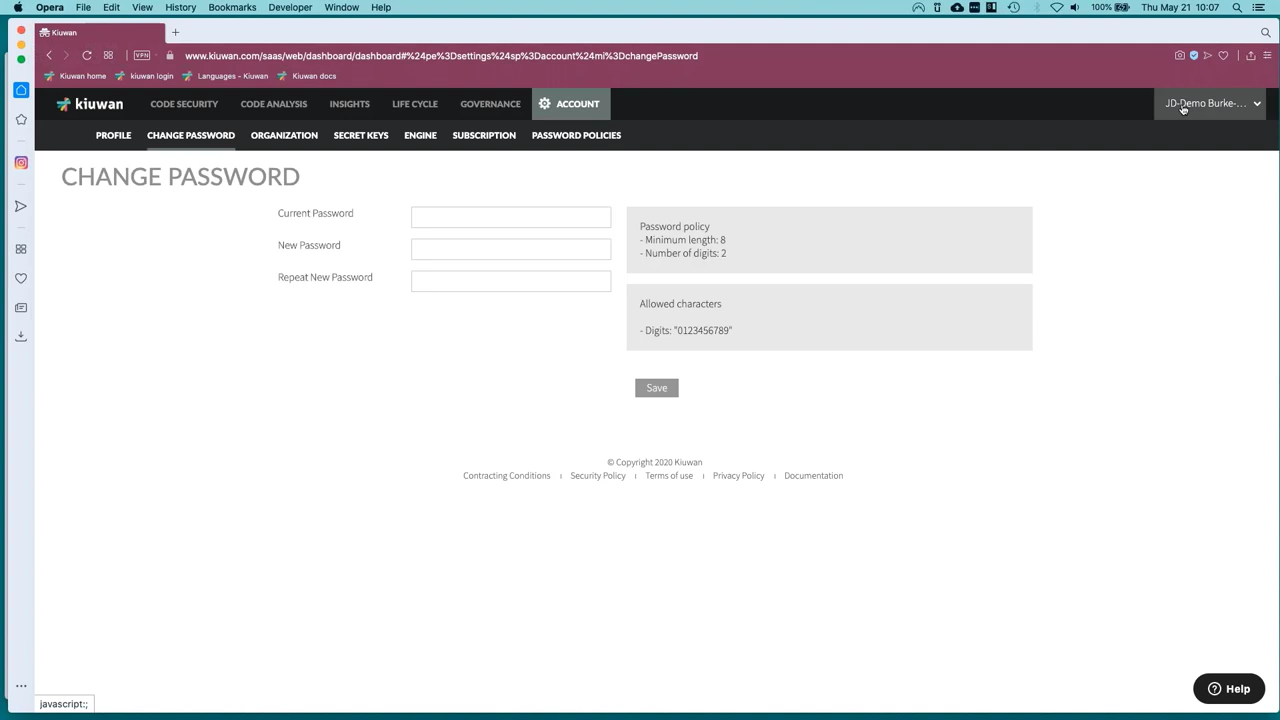 Opera File Edit View History Bookmarks Developer Window Help 100% Thu May 21 10:07
Kiuwan +
VPN www.kiuwan.com/saas/web/dashboard/dashboard#%24pe%3Dsettings%24sp%3Daccount%24mi%3DchangePassword
Kiuwan home kiuwan login Languages - Kiuwan Kiuwan docs
kiuwan CODE SECURITY CODE ANALYSIS INSIGHTS LIFE CYCLE GOVERNANCE ACCOUNT JD-Demo Burke-...
PROFILE CHANGE PASSWORD ORGANIZATION SECRET KEYS ENGINE SUBSCRIPTION PASSWORD POLICIES
CHANGE PASSWORD
Current Password
New Password
Repeat New Password
Password policy
- Minimum length: 8
- Number of digits: 2
Allowed characters
- Digits: "0123456789"
Save
© Copyright 2020 Kiuwan
Contracting Conditions | Security Policy | Terms of use | Privacy Policy | Documentation
Help
javascript:;